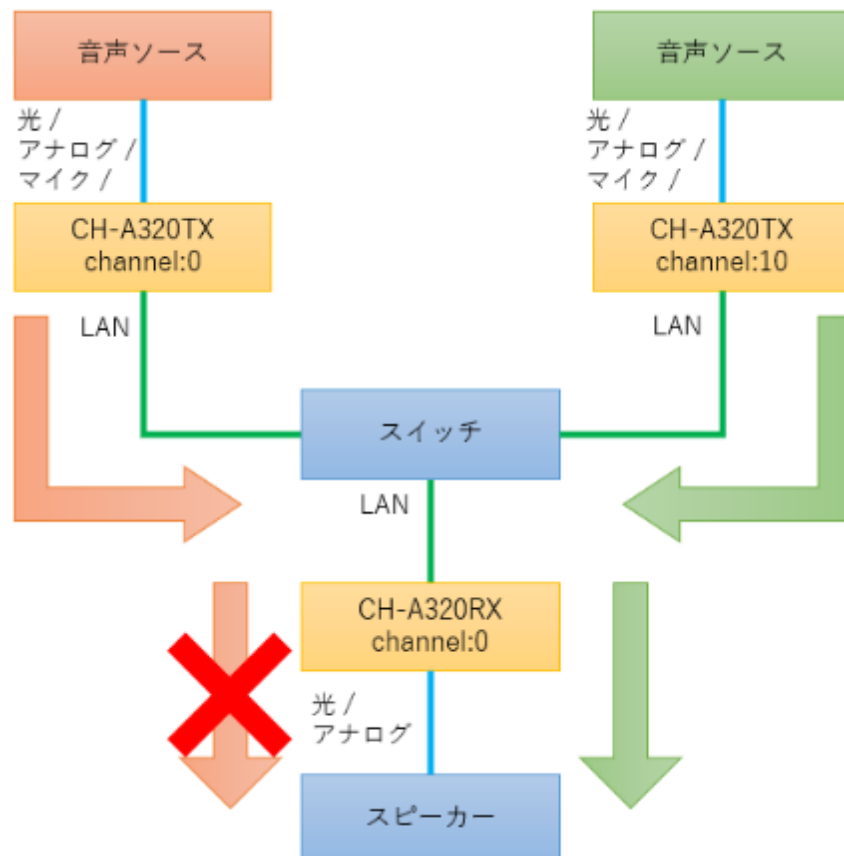 音声ソース
音声ソース
光 /
アナログ /
マイク /
光 /
アナログ /
マイク /
CH-A320TX
channel:0
CH-A320TX
channel:10
LAN
LAN
スイッチ
LAN
CH-A320RX
channel:0
光 /
アナログ
スピーカー